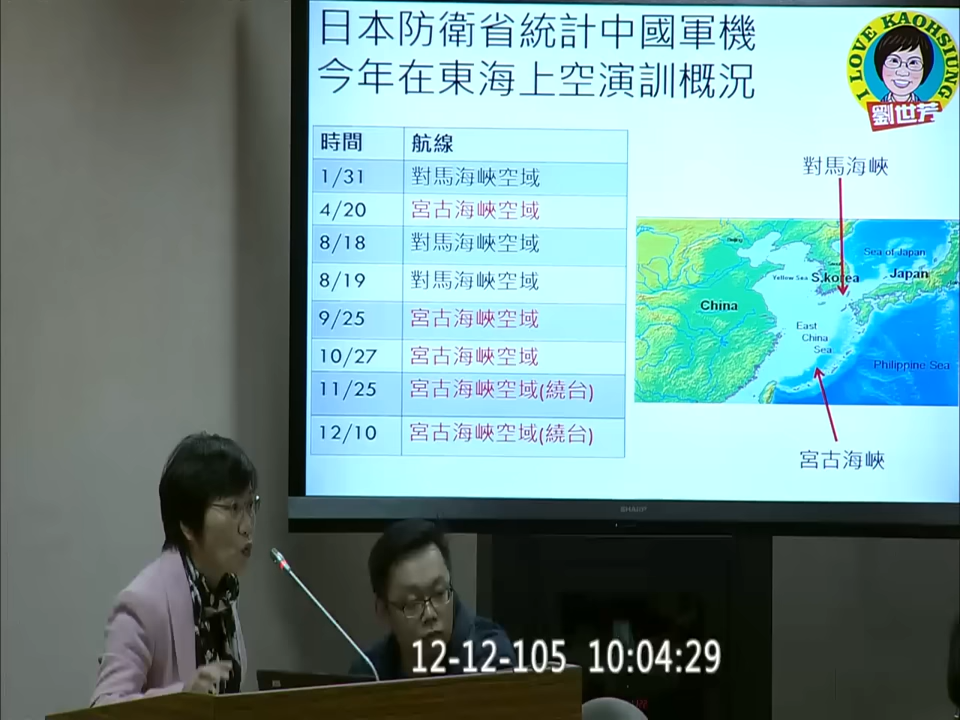 日本防衛省統計中國軍機
今年在東海上空演訓概況
I LOVE KAOHSIUNG
劉世芳
時間 航線
1/31 對馬海峽空域
4/20 宮古海峽空域
8/18 對馬海峽空域
8/19 對馬海峽空域
9/25 宮古海峽空域
10/27 宮古海峽空域
11/25 宮古海峽空域(繞台)
12/10 宮古海峽空域(繞台)
對馬海峽
Beijing
Sea of Japan
Yellow Sea
S.korea
Japan
China
East
China
Sea
Philippine Sea
宮古海峽
SHARP
12-12-105 10:04:29